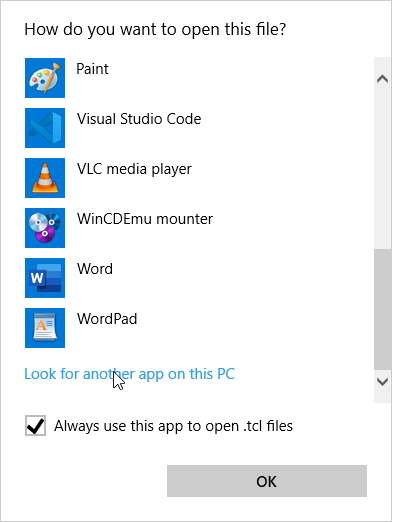 How do you want to open this file?
Paint
Visual Studio Code
VLC media player
WinCDEmu mounter
Word
WordPad
Look for another app on this PC
Always use this app to open .tcl files
OK